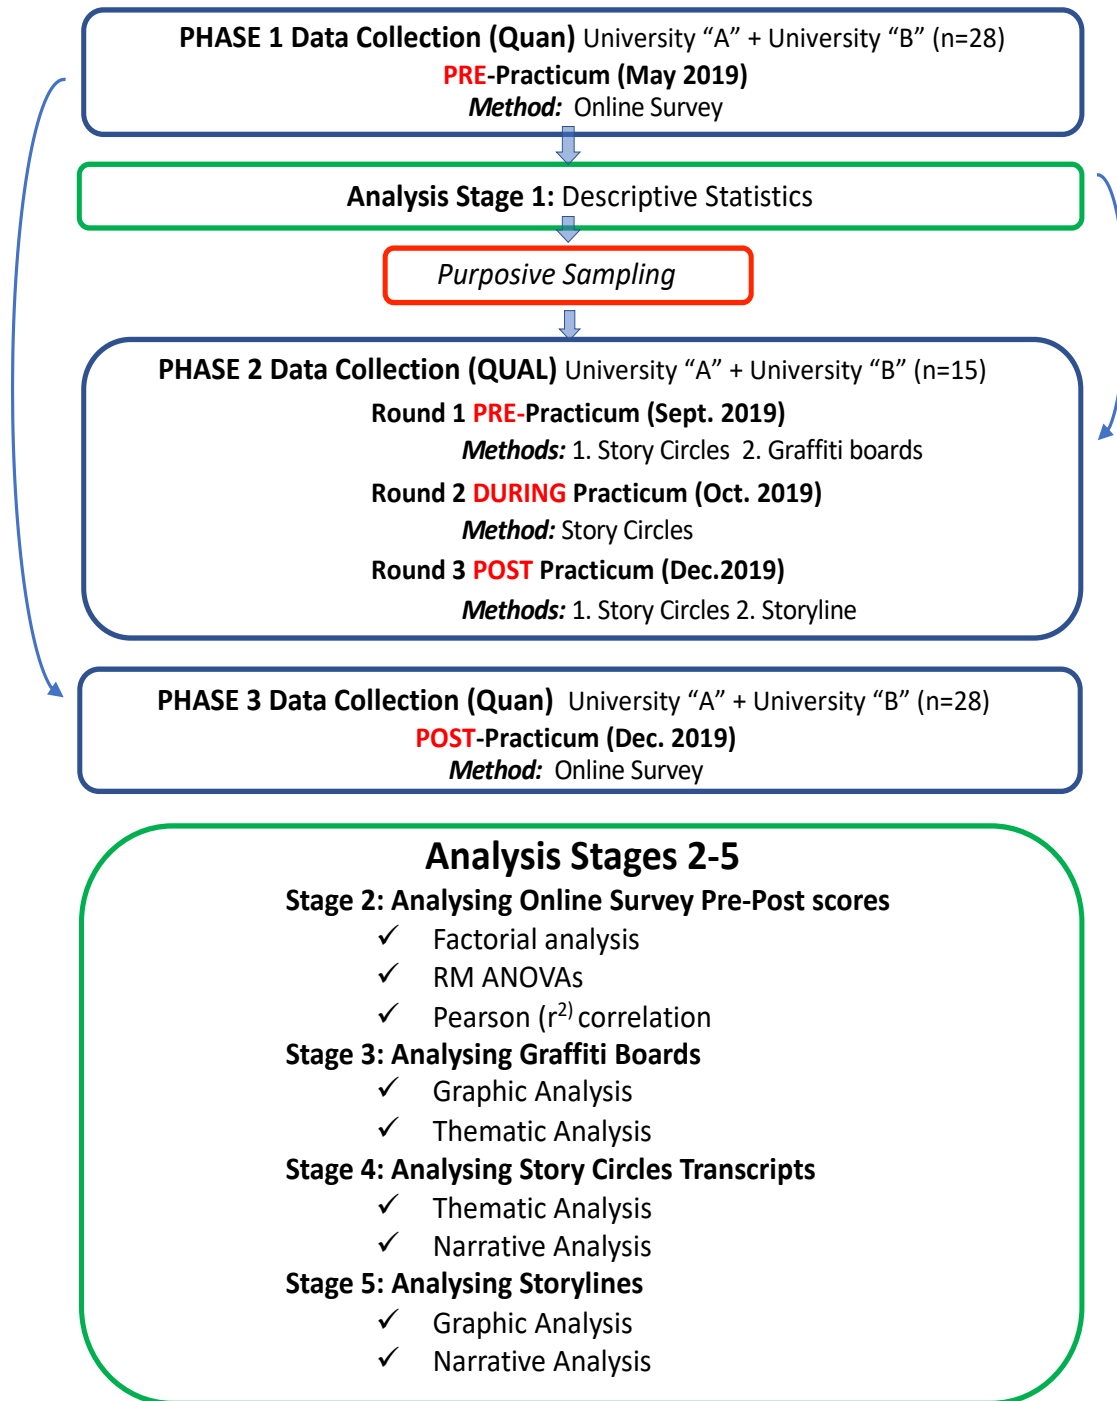 PHASE 1 Data Collection (Quan) University “A” + University “B” (n=28)
PRE-Practicum (May 2019)
Method: Online Survey
Analysis Stage 1: Descriptive Statistics
Purposive Sampling
PHASE 2 Data Collection (QUAL) University “A” + University “B” (n=15)
Round 1 PRE-Practicum (Sept. 2019)
Methods: 1. Story Circles 2. Graffiti boards
Round 2 DURING Practicum (Oct. 2019)
Method: Story Circles
Round 3 POST Practicum (Dec.2019)
Methods: 1. Story Circles 2. Storyline
PHASE 3 Data Collection (Quan) University “A” + University “B” (n=28)
POST-Practicum (Dec. 2019)
Method: Online Survey
Analysis Stages 2-5
Stage 2: Analysing Online Survey Pre-Post scores
✓ Factorial analysis
✓ RM ANOVAs
✓ Pearson (r²⁾ correlation
Stage 3: Analysing Graffiti Boards
✓ Graphic Analysis
✓ Thematic Analysis
Stage 4: Analysing Story Circles Transcripts
✓ Thematic Analysis
✓ Narrative Analysis
Stage 5: Analysing Storylines
✓ Graphic Analysis
✓ Narrative Analysis